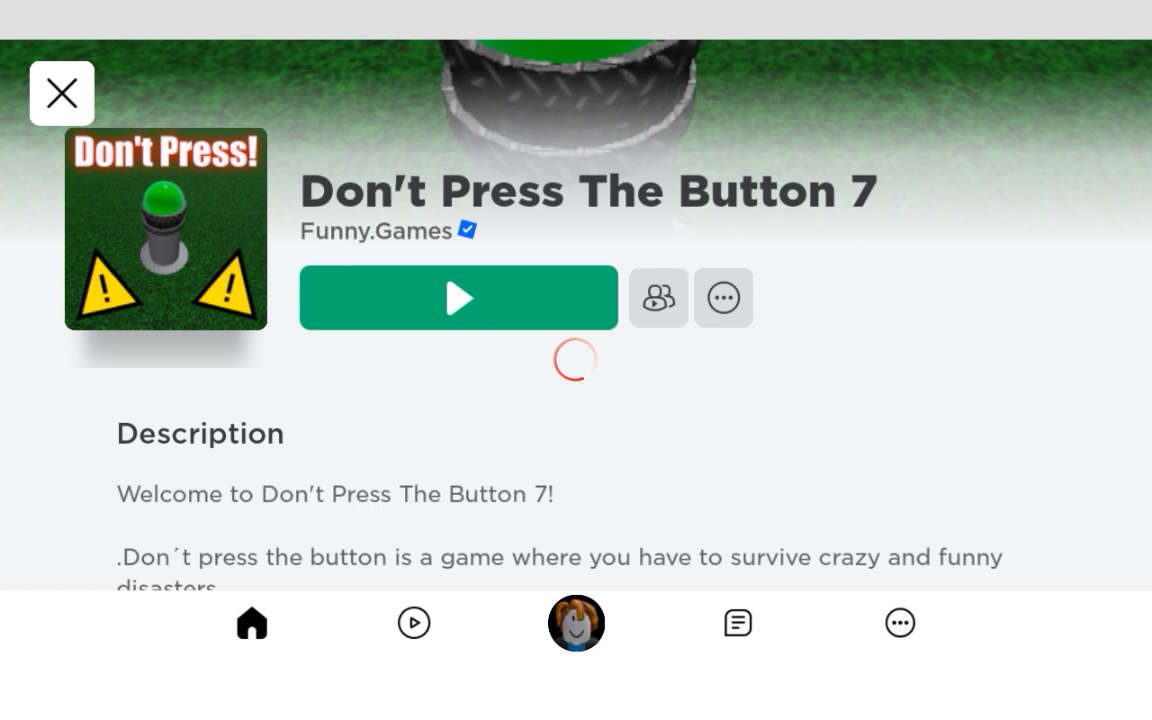 Don't Press!
Don't Press The Button 7
Funny.Games
Description
Welcome to Don't Press The Button 7!
.Don´t press the button is a game where you have to survive crazy and funny
disasters